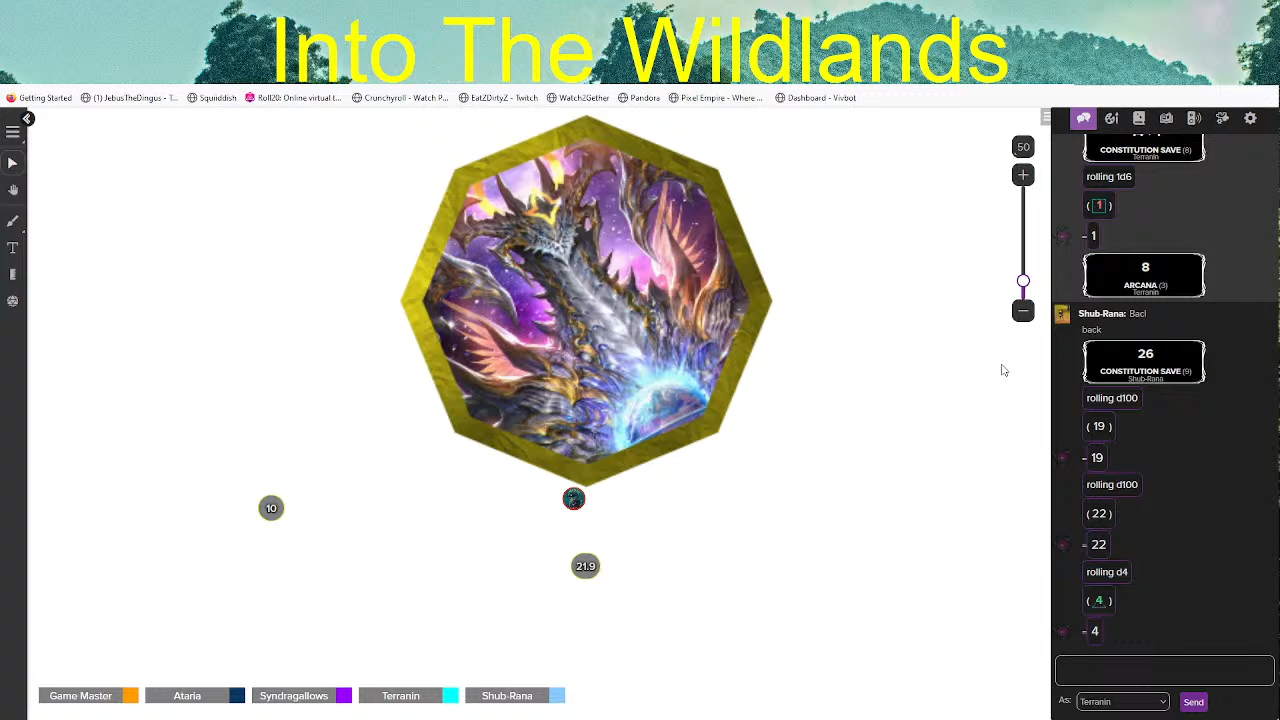 Into The Wildlands
Getting Started
(1) JebusTheDingus - T...
Squiddish
Roll20: Online virtual t...
Crunchyroll - Watch ...
EatZDirtyZ - Twitch
Watch2Gether
Pandora
Pixel Empire - Where ...
Dashboard - Vivbot
50
CONSTITUTION SAVE (8)
Terranin
rolling 1d6
( 1 )
= 1
8
ARCANA (3)
Terranin
Shub-Rana: Bacl
back
26
CONSTITUTION SAVE (9)
Shub-Rana
rolling d100
( 19 )
= 19
rolling d100
( 22 )
= 22
rolling d4
( 4 )
= 4
10
21.9
Game Master
Ataria
Syndragallows
Terranin
Shub-Rana
As: Terranin
Send